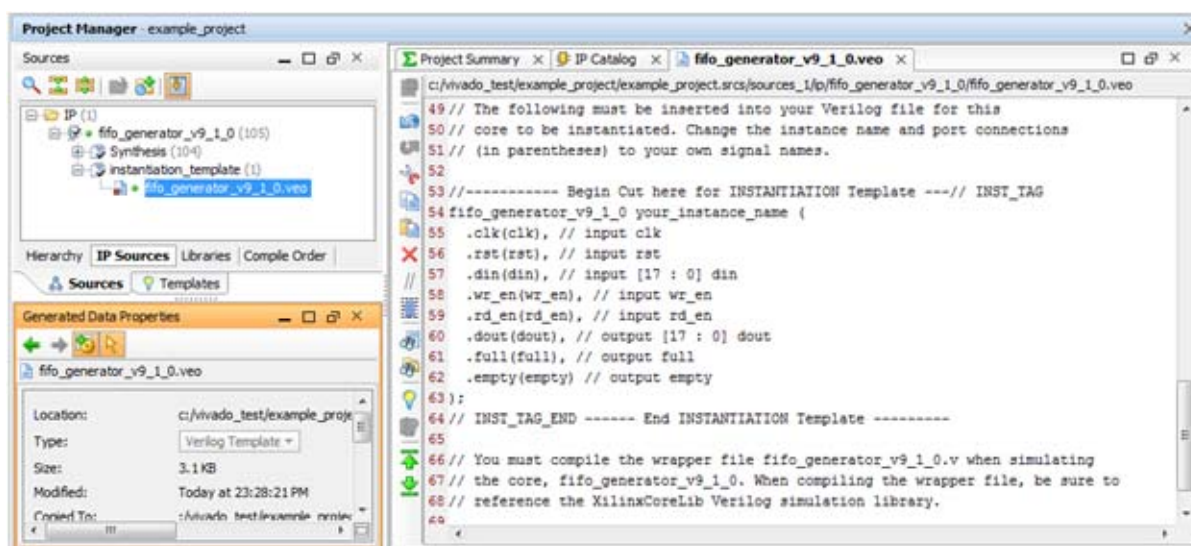 Project Manager - example_project
Sources
IP (1)
fifo_generator_v9_1_0 (105)
Synthesis (104)
instantiation_template (1)
fifo_generator_v9_1_0.veo
Hierarchy IP Sources Libraries Compile Order
Sources Templates
Generated Data Properties
fifo_generator_v9_1_0.veo
Location: c:/vivado_test/example_proje
Type: Verilog Template
Size: 3.1 KB
Modified: Today at 23:28:21 PM
Copied To: c:/vivado_test/example_projec
Project Summary IP Catalog fifo_generator_v9_1_0.veo
c:/vivado_test/example_project/example_project.srcs/sources_1/ip/fifo_generator_v9_1_0/fifo_generator_v9_1_0.veo
49 // The following must be inserted into your Verilog file for this
50 // core to be instantiated. Change the instance name and port connections
51 // (in parentheses) to your own signal names.
52
53 //----------- Begin Cut here for INSTANTIATION Template ---// INST_TAG
54 fifo_generator_v9_1_0 your_instance_name (
55 .clk(clk), // input clk
56 .rst(rst), // input rst
57 .din(din), // input [17 : 0] din
58 .wr_en(wr_en), // input wr_en
59 .rd_en(rd_en), // input rd_en
60 .dout(dout), // output [17 : 0] dout
61 .full(full), // output full
62 .empty(empty) // output empty
63 );
64 // INST_TAG_END ------ End INSTANTIATION Template ---------
65
66 // You must compile the wrapper file fifo_generator_v9_1_0.v when simulating
67 // the core, fifo_generator_v9_1_0. When compiling the wrapper file, be sure to
68 // reference the XilinxCoreLib Verilog simulation library.
69